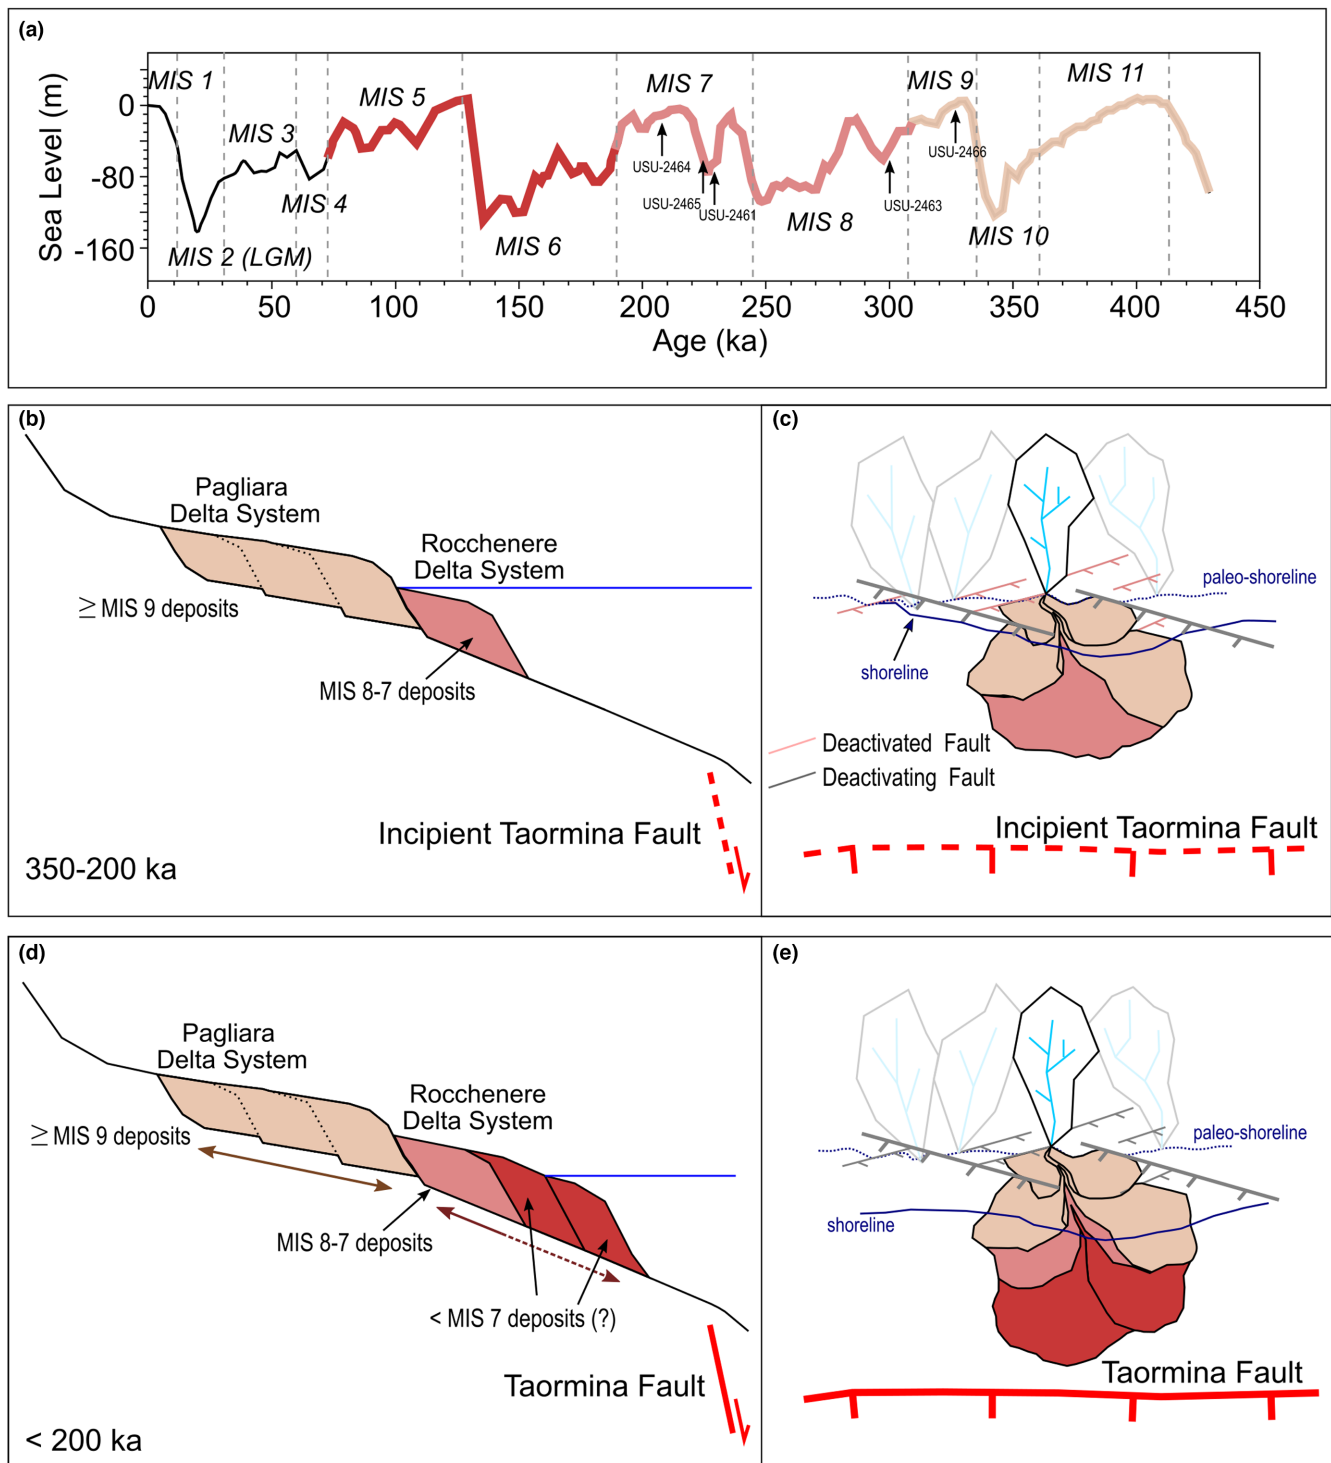 (a)
MIS 1
MIS 2 (LGM)
MIS 3
MIS 4
MIS 5
MIS 6
MIS 7
MIS 8
MIS 9
MIS 10
MIS 11
USU-2464
USU-2465
USU-2461
USU-2463
USU-2466
Sea Level (m)
0
-80
-160
0
50
100
150
200
250
300
350
400
450
Age (ka)
(b)
Pagliara
Delta System
Rocchenere
Delta System
≥ MIS 9 deposits
MIS 8-7 deposits
Incipient Taormina Fault
350-200 ka
(c)
paleo-shoreline
shoreline
Deactivated Fault
Deactivating Fault
Incipient Taormina Fault
(d)
Pagliara
Delta System
Rocchenere
Delta System
≥ MIS 9 deposits
MIS 8-7 deposits
< MIS 7 deposits (?)
Taormina Fault
< 200 ka
(e)
paleo-shoreline
shoreline
Taormina Fault